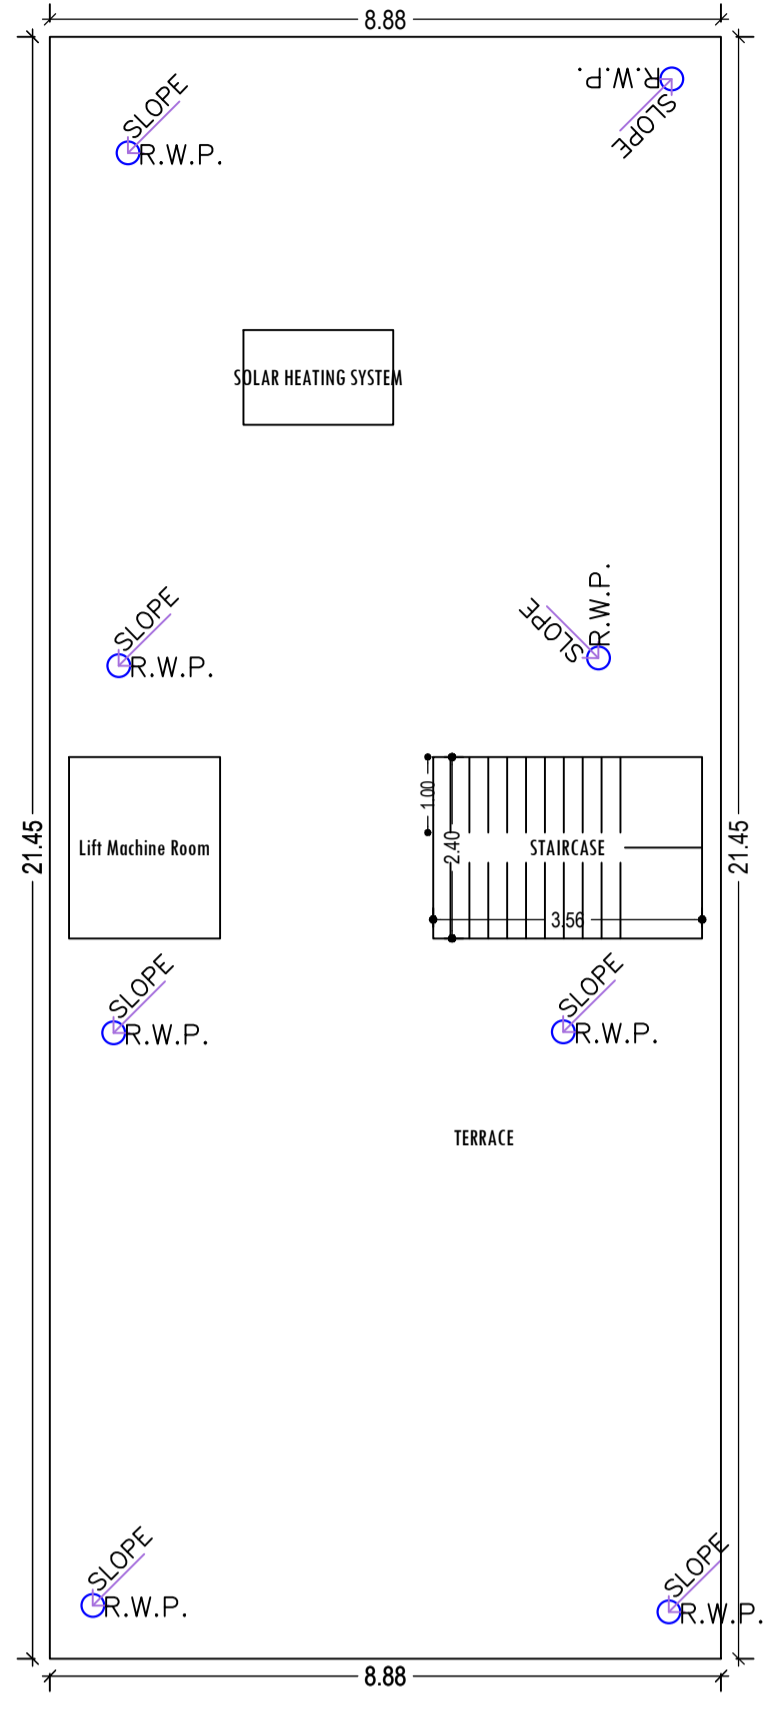 8.88
R.W.P.
SLOPE
SLOPE
R.W.P.
SOLAR HEATING SYSTEM
SLOPE
R.W.P.
R.W.P.
SLOPE
21.45
Lift Machine Room
1.00
2.40
STAIRCASE
3.56
21.45
SLOPE
R.W.P.
SLOPE
R.W.P.
TERRACE
SLOPE
R.W.P.
SLOPE
R.W.P.
8.88